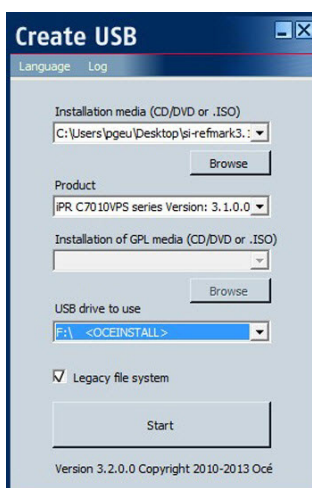 Create USB
Language Log
Installation media (CD/DVD or .ISO)
C:\Users\pgeu\Desktop\si-refmark3.:
Browse
Product
iPR C7010VPS series Version: 3.1.0.0
Installation of GPL media (CD/DVD or .ISO)
Browse
USB drive to use
F:\ <OCEINSTALL>
Legacy file system
Start
Version 3.2.0.0 Copyright 2010-2013 Océ